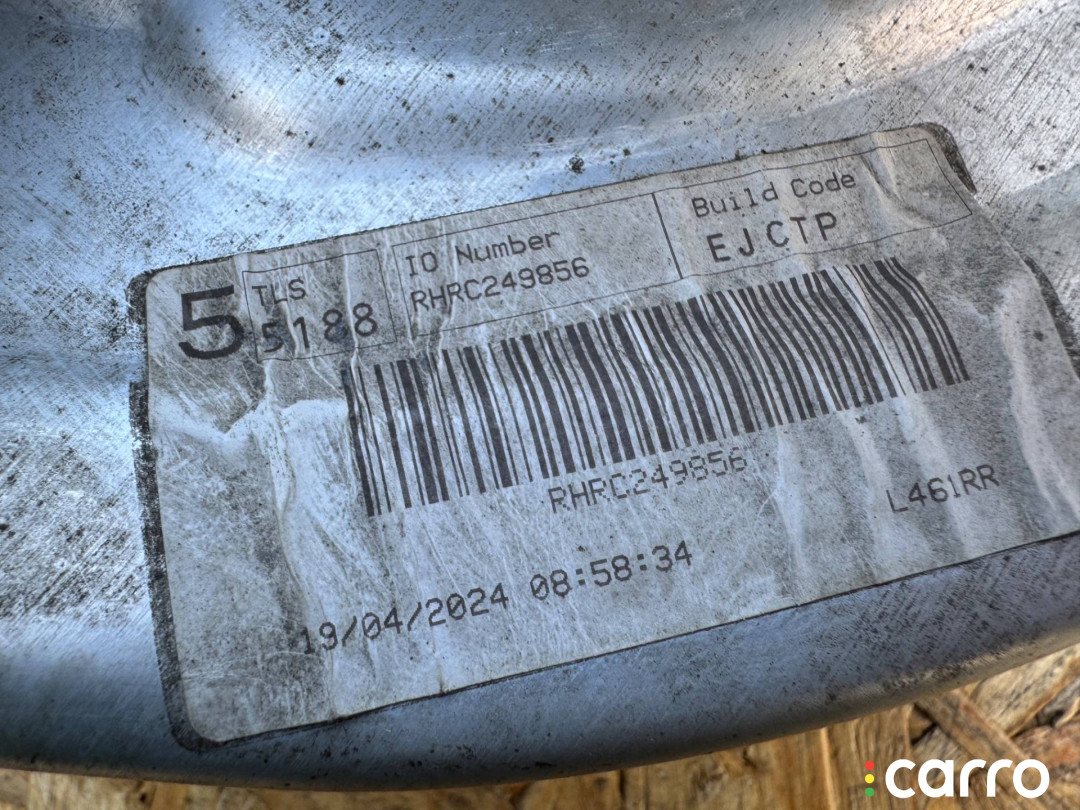 5
TLS
5188
IO Number
RHRC249856
Build Code
EJCTP
RHRC249856
L461RR
19/04/2024 08:58:34
carro